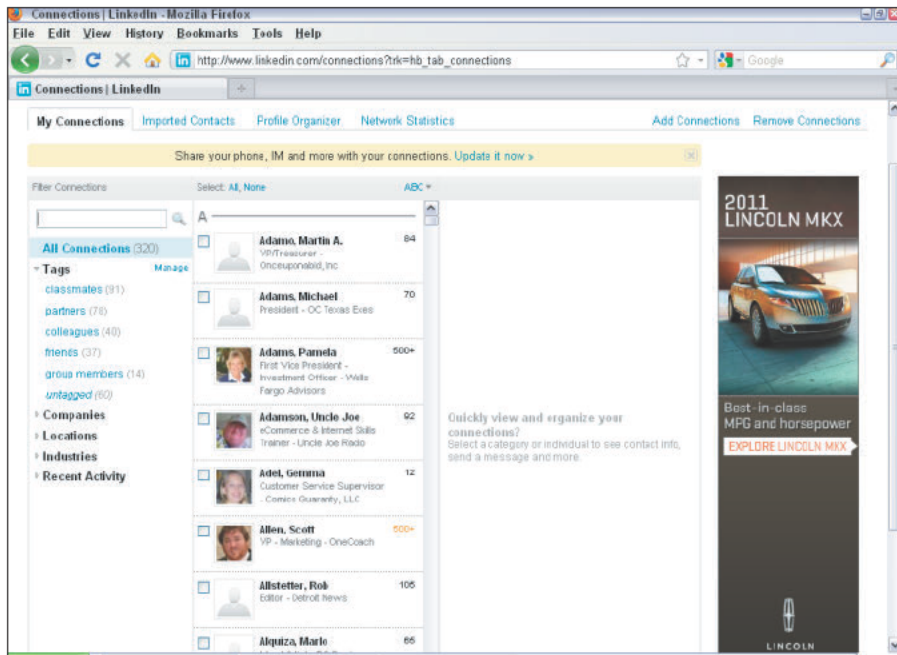 Connections | LinkedIn - Mozilla Firefox
File Edit View History Bookmarks Tools Help
http://www.linkedin.com/connections?trk=hb_tab_connections
Google
Connections | LinkedIn
My Connections Imported Contacts Profile Organizer Network Statistics Add Connections Remove Connections
Share your phone, IM and more with your connections. Update it now »
Filter Connections Select: All, None ABC
A
All Connections (320)
Tags Manage
classmates (91)
partners (78)
colleagues (40)
friends (37)
group members (14)
untagged (60)
Companies
Locations
Industries
Recent Activity
Adamo, Martin A. 84
VP/Treasurer -
Onceuponabid, Inc
Adams, Michael 70
President - OC Texas Exes
Adams, Pamela 500+
First Vice President -
Investment Officer - Wells
Fargo Advisors
Adamson, Uncle Joe 92
eCommerce & Internet Skills
Trainer - Uncle Joe Radio
Adel, Gemma 12
Customer Service Supervisor
- Comics Guaranty, LLC
Allen, Scott 500+
VP - Marketing - OneCoach
Allstetter, Rob 105
Editor - Detroit News
Alquiza, Marlo 65
Quickly view and organize your
connections?
Select a category or individual to see contact info,
send a message and more.
2011
LINCOLN MKX
Best-in-class
MPG and horsepower
EXPLORE LINCOLN MKX
LINCOLN